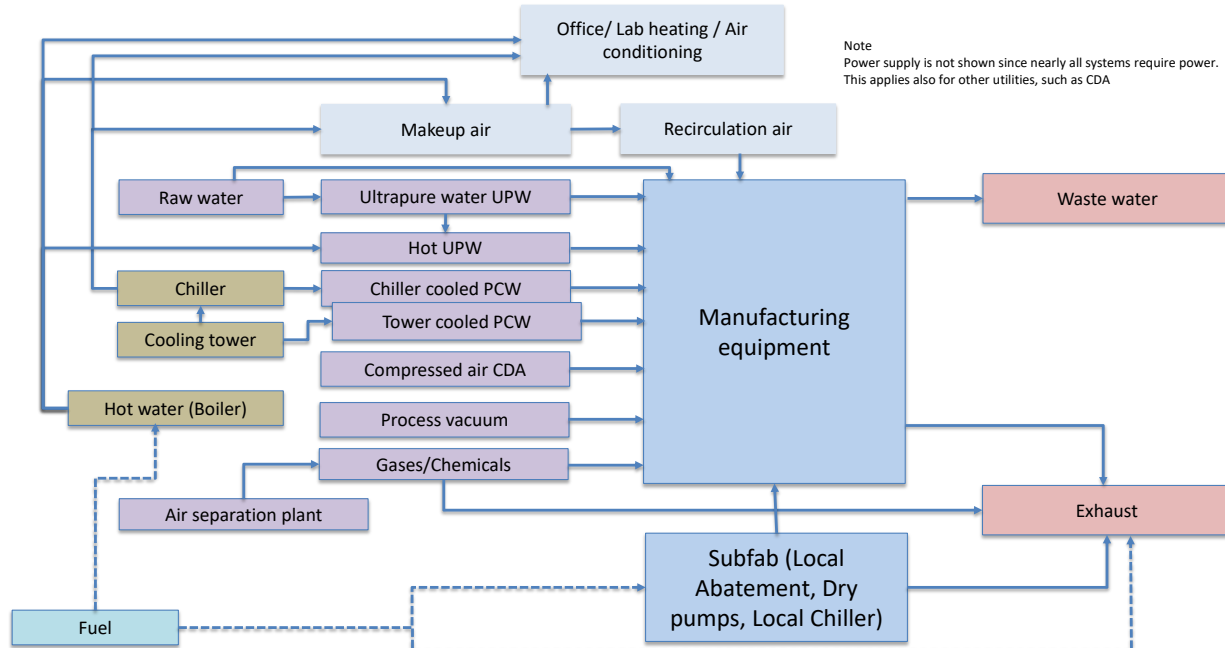 Office/ Lab heating / Air
conditioning
Note
Power supply is not shown since nearly all systems require power.
This applies also for other utilities, such as CDA
Makeup air
Recirculation air
Raw water
Ultrapure water UPW
Waste water
Hot UPW
Chiller
Chiller cooled PCW
Manufacturing
equipment
Tower cooled PCW
Cooling tower
Compressed air CDA
Hot water (Boiler)
Process vacuum
Gases/Chemicals
Air separation plant
Exhaust
Subfab (Local
Abatement, Dry
pumps, Local Chiller)
Fuel